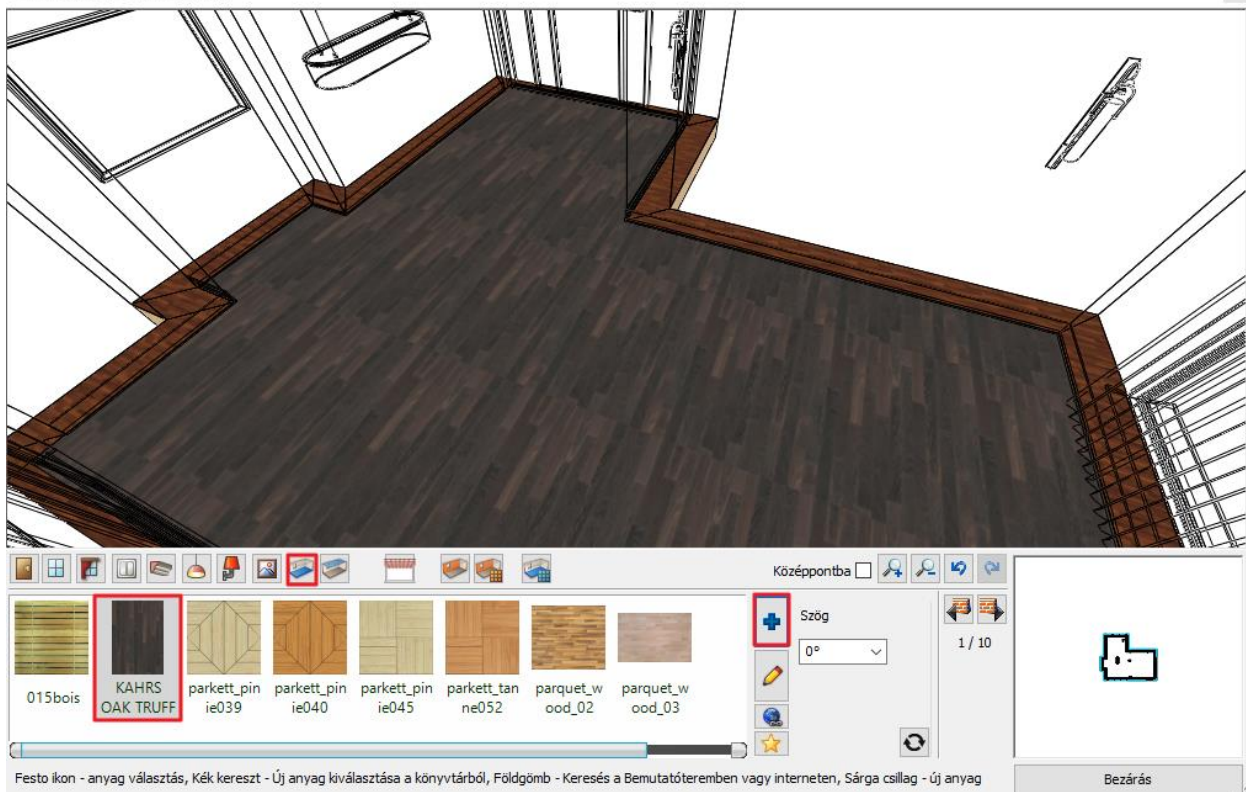 Középpontba
015bois
KAHRS
OAK TRUFF
parkett_pin
ie039
parkett_pin
ie040
parkett_pin
ie045
parkett_tan
ne052
parquet_w
ood_02
parquet_w
ood_03
Szög
0°
1 / 10
Festo ikon - anyag választás, Kék kereszt - Új anyag kiválasztása a könyvtárból, Földgömb - Keresés a Bemutatóteremben vagy interneten, Sárga csillag - új anyag
Bezárás